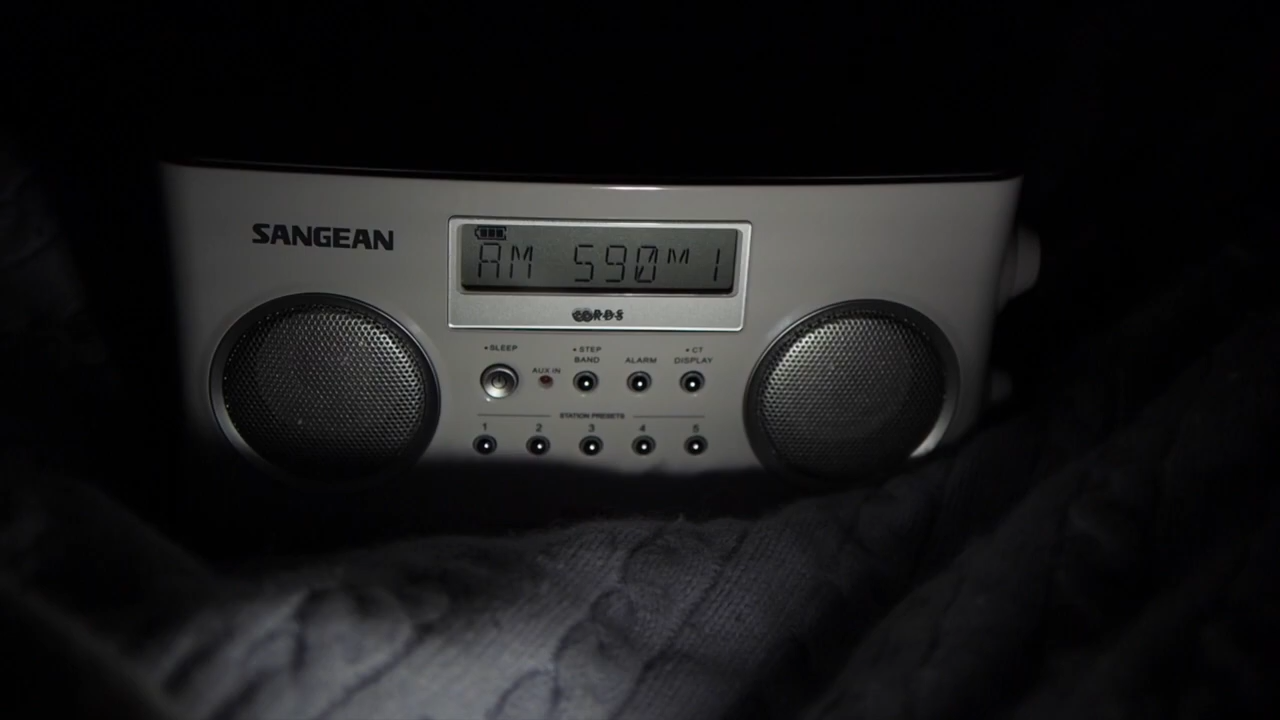 SANGEAN
AM 590 M 1
RDS
• SLEEP
• STEP
BAND
ALARM
• CT
DISPLAY
AUX IN
STATION PRESETS
1 2 3 4 5